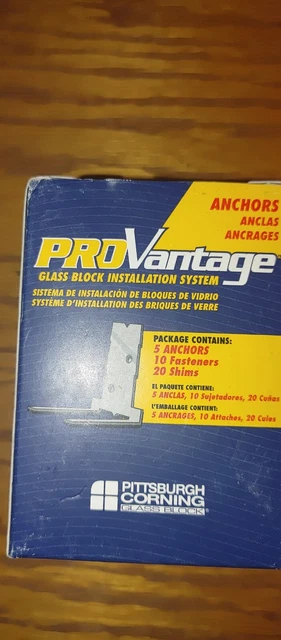 ANCHORS
ANCLAS
ANCRAGES
PROVantage
GLASS BLOCK INSTALLATION SYSTEM
SISTEMA DE INSTALACIÓN DE BLOQUES DE VIDRIO
SYSTÈME D'INSTALLATION DES BRIQUES DE VERRE
PACKAGE CONTAINS:
5 ANCHORS
10 Fasteners
20 Shims
EL PAQUETE CONTIENE:
5 ANCLAS, 10 Sujetadores, 20 Cuñas
L'EMBALLAGE CONTIENT:
5 ANCRAGES, 10 Attaches, 20 Cales
PITTSBURGH
CORNING
GLASS BLOCK®